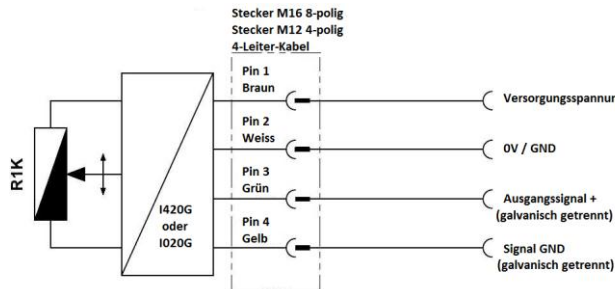 Stecker M16 8-polig
Stecker M12 4-polig
4-Leiter-Kabel
Pin 1
Braun
Versorgungsspannun
Pin 2
Weiss
0V / GND
R1K
I420G
oder
I020G
Pin 3
Grün
Ausgangssignal +
(galvanisch getrennt)
Pin 4
Gelb
Signal GND
(galvanisch getrennt)